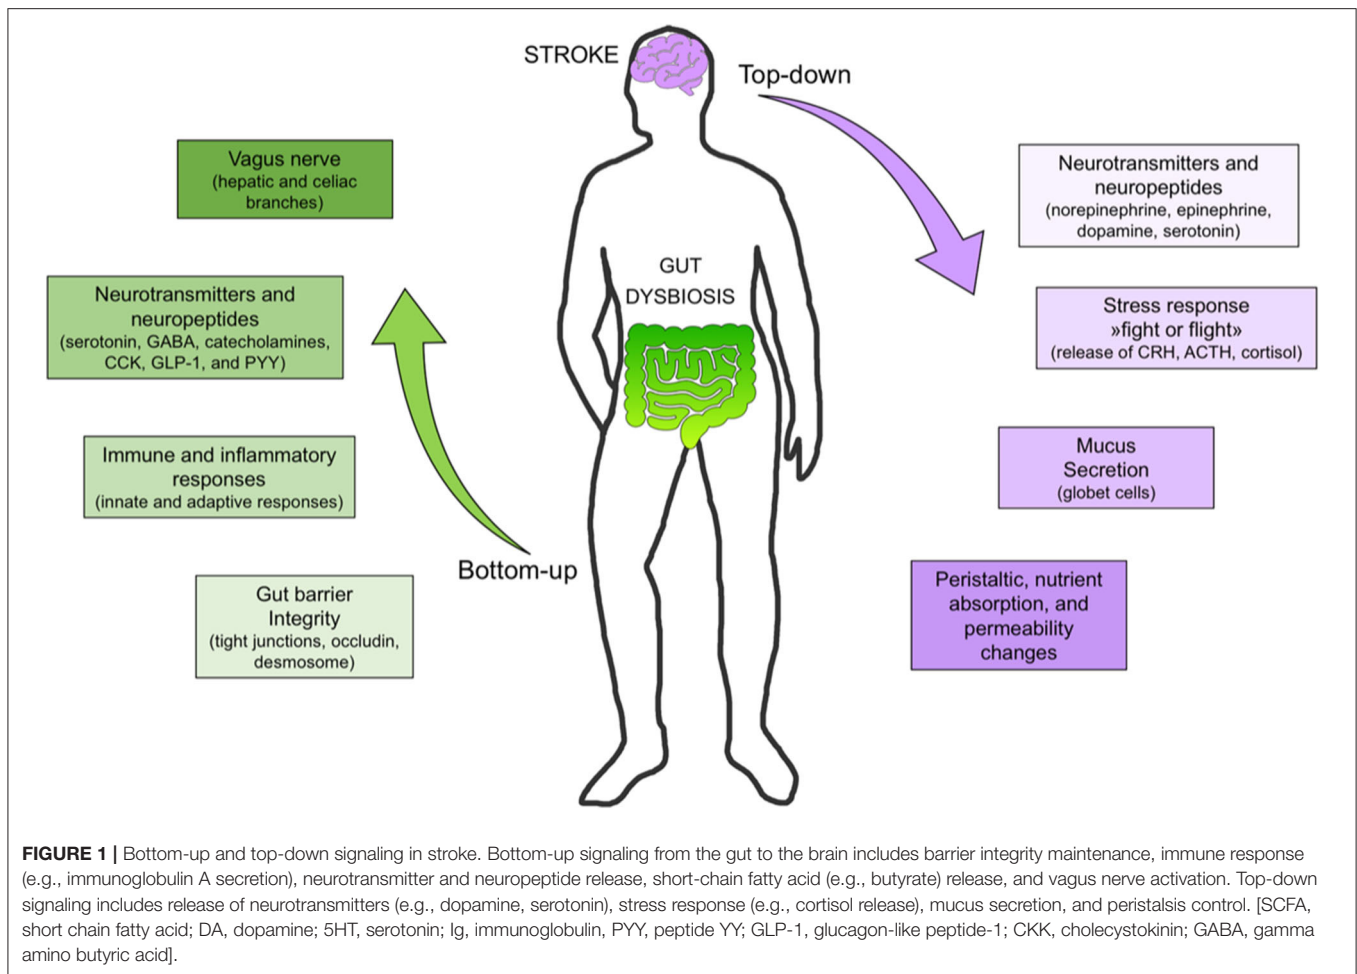 STROKE
Top-down
Vagus nerve
(hepatic and celiac
branches)
Neurotransmitters and
neuropeptides
(serotonin, GABA, catecholamines,
CCK, GLP-1, and PYY)
Immune and inflammatory
responses
(innate and adaptive responses)
Gut barrier
Integrity
(tight junctions, occludin,
desmosome)
Bottom-up
GUT
DYSBIOSIS
Neurotransmitters and
neuropeptides
(norepinephrine, epinephrine,
dopamine, serotonin)
Stress response
»fight or flight»
(release of CRH, ACTH, cortisol)
Mucus
Secretion
(globet cells)
Peristaltic, nutrient
absorption, and
permeability
changes
FIGURE 1 | Bottom-up and top-down signaling in stroke. Bottom-up signaling from the gut to the brain includes barrier integrity maintenance, immune response
(e.g., immunoglobulin A secretion), neurotransmitter and neuropeptide release, short-chain fatty acid (e.g., butyrate) release, and vagus nerve activation. Top-down
signaling includes release of neurotransmitters (e.g., dopamine, serotonin), stress response (e.g., cortisol release), mucus secretion, and peristalsis control. [SCFA,
short chain fatty acid; DA, dopamine; 5HT, serotonin; Ig, immunoglobulin, PYY, peptide YY; GLP-1, glucagon-like peptide-1; CKK, cholecystokinin; GABA, gamma
amino butyric acid].